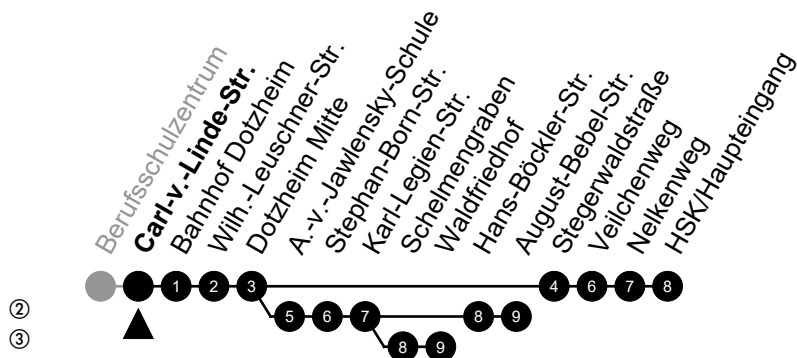 Berufsschulzentrum
Carl-v.-Linde-Str.
Bahnhof Dotzheim
Wilh.-Leuschner-Str.
Dotzheim Mitte
A.-v.-Jawlensky-Schule
Stephan-Born-Str.
Karl-Legien-Str.
Schelmengraben
Waldfriedhof
Hans-Böckler-Str.
August-Bebel-Str.
Stegerwaldstraße
Veilchenweg
Nelkenweg
HSK/Haupteingang
1 2 3 4 6 7 8
② 5 6 7 8 9
③ 8 9